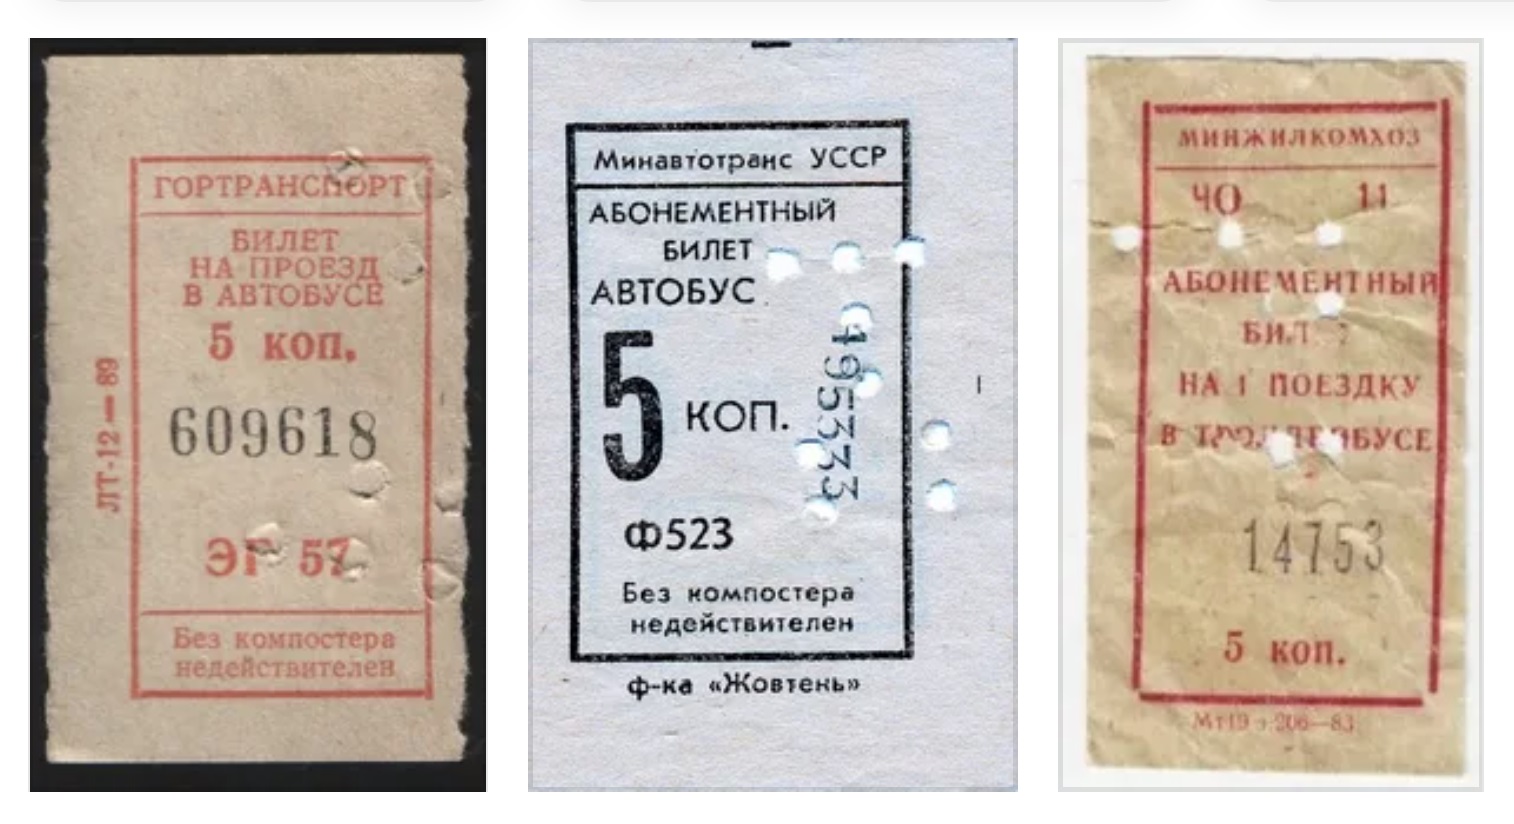 ГОРТРАНСПОРТ
БИЛЕТ
НА ПРОЕЗД
В АВТОБУСЕ
5 коп.
609618
ЭГ 57
Без компостера
недействителен
ЛТ-12—89
Минавтотранс УССР
АБОНЕМЕНТНЫЙ
БИЛЕТ
АВТОБУС
5 КОП.
495333
Ф523
Без компостера
недействителен
ф-ка «Жовтень»
МИНЖИЛКОМХОЗ
ЧО 11
АБОНЕМЕНТНЫЙ
НА 1 ПОЕЗДКУ
В
14753
5 коп.